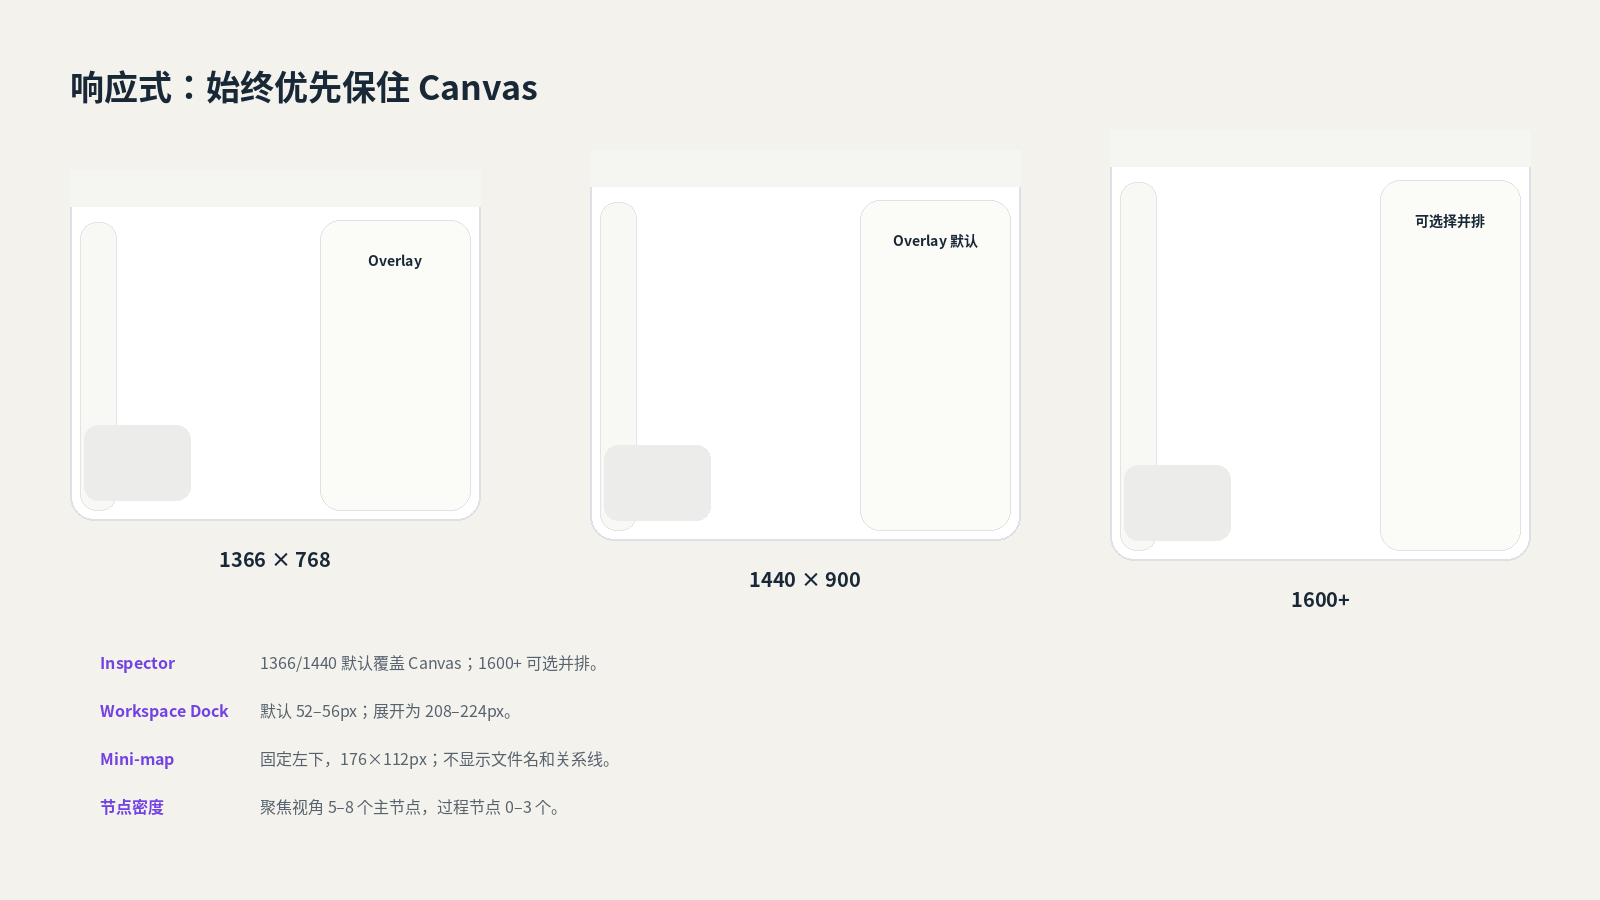 响应式：始终优先保住 Canvas
Overlay
Overlay 默认
可选择并排
1366 × 768
1440 × 900
1600+
Inspector 1366/1440 默认覆盖 Canvas；1600+ 可选并排。
Workspace Dock 默认 52–56px；展开为 208–224px。
Mini-map 固定左下，176×112px；不显示文件名和关系线。
节点密度 聚焦视角 5–8 个主节点，过程节点 0–3 个。